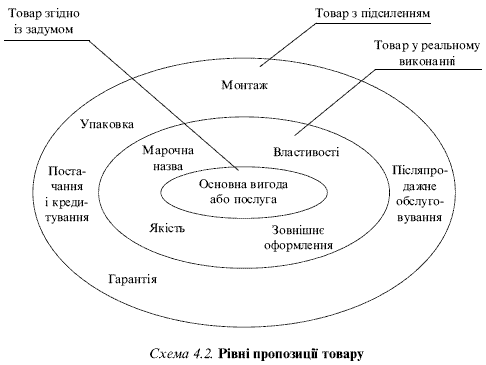 Товар згідно
із задумом
Товар з підсиленням
Товар у реальному
виконанні
Монтаж
Упаковка
Марочна
назва
Властивості
Поста-
чання
і креди-
тування
Основна вигода
або послуга
Післяпро-
дажне
обслуго-
вування
Якість
Зовнішнє
оформлення
Гарантія
Схема 4.2. Рівні пропозиції товару